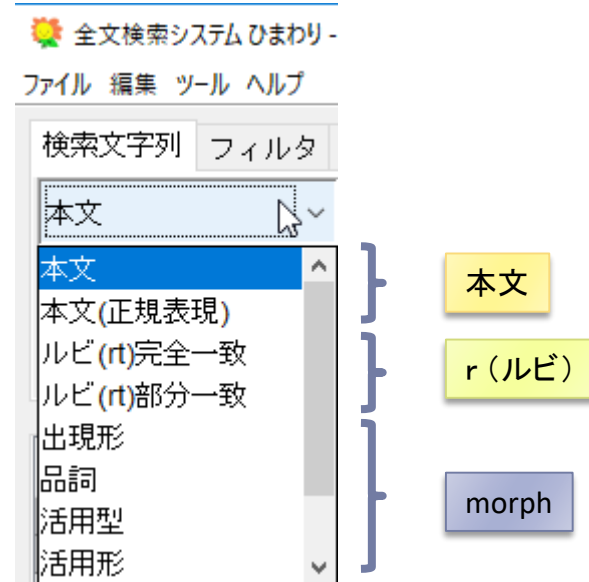 全文検索システム ひまわり -
ファイル 編集 ツール ヘルプ
検索文字列 フィルタ
本文
本文
本文(正規表現)
ルビ(rt)完全一致
ルビ(rt)部分一致
出現形
品詞
活用型
活用形
本文
r（ルビ）
morph